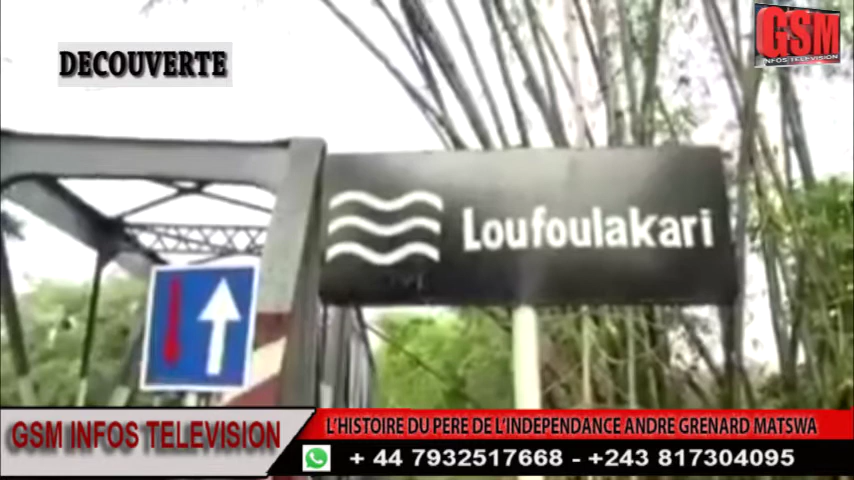 GSM
INFOS TELEVISION
DECOUVERTE
Loufoulakari
GSM INFOS TELEVISION
L'HISTOIRE DU PERE DE L'INDEPENDANCE ANDRE GRENARD MATSWA
+ 44 7932517668 - +243 817304095